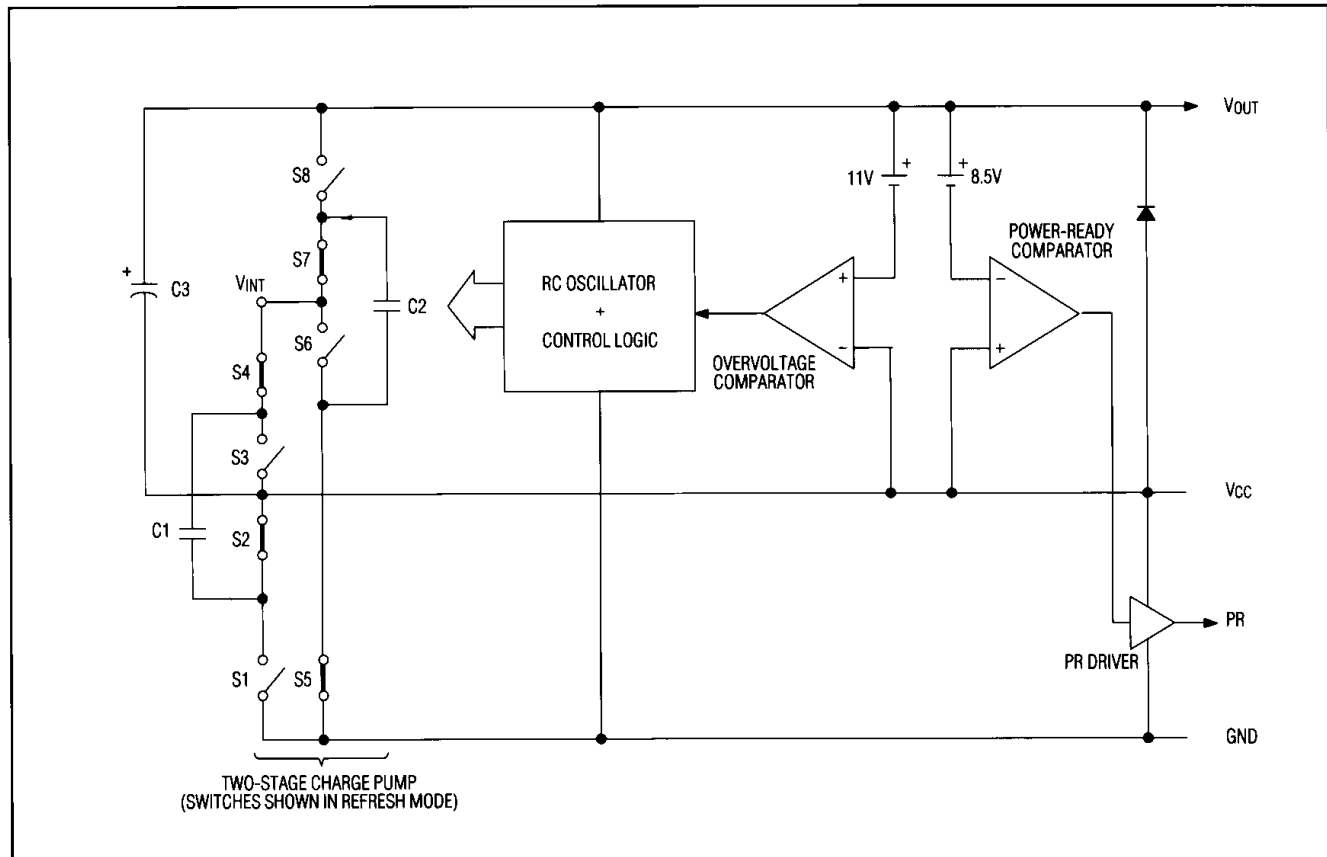 VOUT
S8
+
11V
+
8.5V
POWER-READY
COMPARATOR
S7
+
C3
VINT
C2
RC OSCILLATOR
+
CONTROL LOGIC
+
−
OVERVOLTAGE
COMPARATOR
−
+
S6
S4
S3
VCC
C1
S2
PR
PR DRIVER
S1
S5
GND
TWO-STAGE CHARGE PUMP
(SWITCHES SHOWN IN REFRESH MODE)